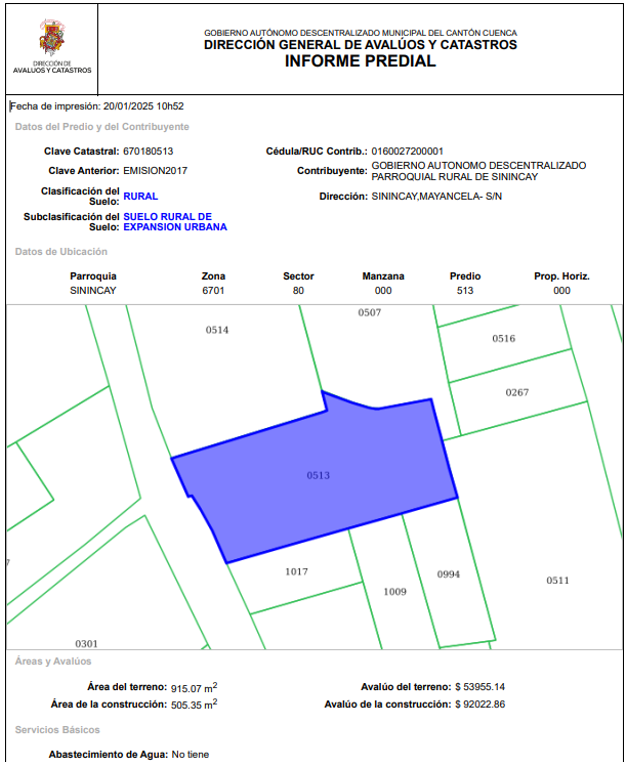 GOBIERNO AUTÓNOMO DESCENTRALIZADO MUNICIPAL DEL CANTÓN CUENCA
DIRECCIÓN GENERAL DE AVALÚOS Y CATASTROS
INFORME PREDIAL
DIRECCIÓN DE
AVALUOS Y CATASTROS
Fecha de impresión: 20/01/2025 10h52
Datos del Predio y del Contribuyente
Clave Catastral: 670180513 Cédula/RUC Contrib.: 0160027200001
Clave Anterior: EMISION2017 Contribuyente: GOBIERNO AUTONOMO DESCENTRALIZADO PARROQUIAL RURAL DE SININCAY
Clasificación del Suelo: RURAL Dirección: SININCAY,MAYANCELA- S/N
Subclasificación del Suelo: SUELO RURAL DE EXPANSION URBANA
Datos de Ubicación
Parroquia Zona Sector Manzana Predio Prop. Horiz.
SININCAY 6701 80 000 513 000
0507
0514
0516
0267
0513
1017
0994
0511
1009
7
0301
Áreas y Avalúos
Área del terreno: 915.07 m2 Avalúo del terreno: $ 53955.14
Área de la construcción: 505.35 m2 Avalúo de la construcción: $ 92022.86
Servicios Básicos
Abastecimiento de Agua: No tiene